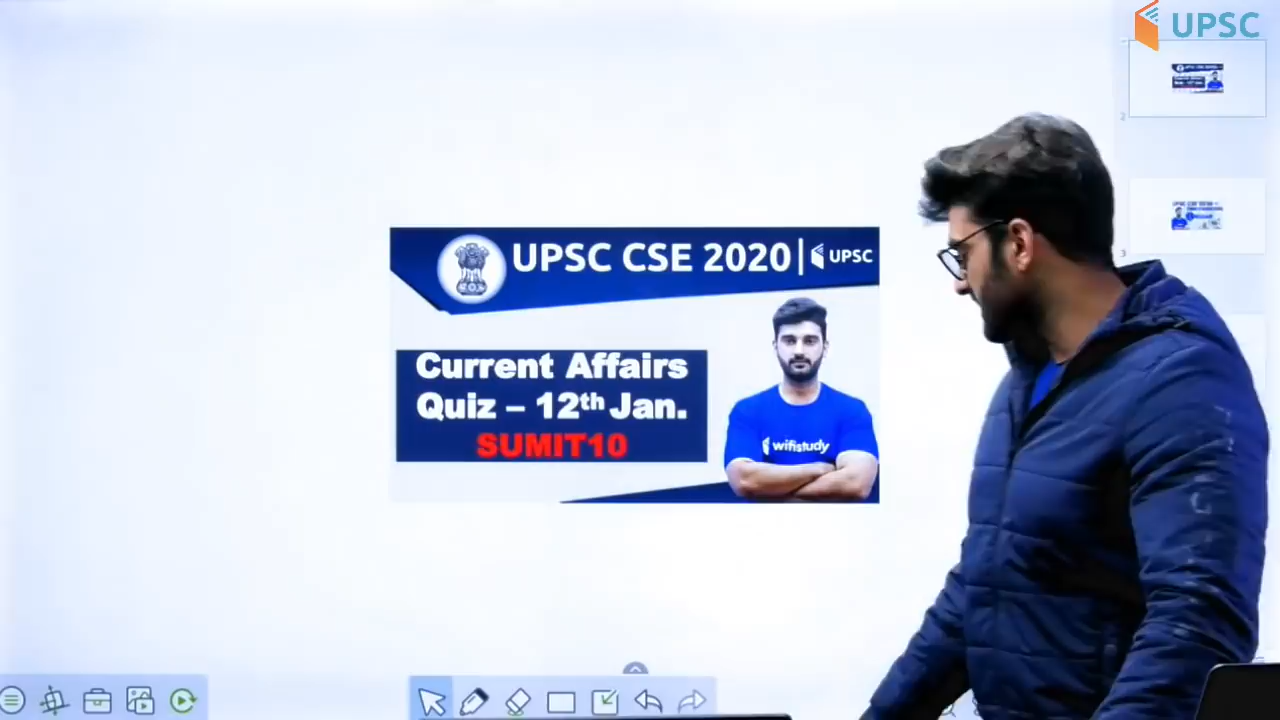 UPSC
UPSC CSE 2020 | UPSC
Current Affairs
Quiz – 12th Jan.
SUMIT10
wifistudy